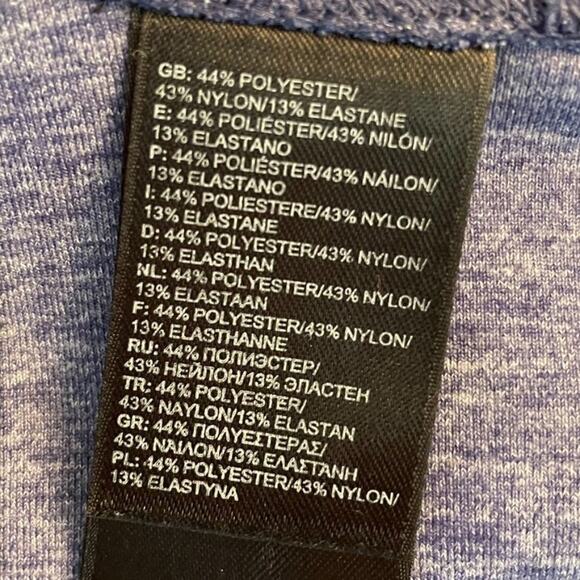 GB: 44% POLYESTER/
43% NYLON/13% ELASTANE
E: 44% POLIÉSTER/43% NILÓN/
13% ELASTANO
P: 44% POLIÉSTER/43% NÁILON/
13% ELASTANO
I: 44% POLIESTERE/43% NYLON/
13% ELASTANE
D: 44% POLYESTER/43% NYLON/
13% ELASTHAN
NL: 44% POLYESTER/43% NYLON/
13% ELASTAAN
F: 44% POLYESTER/43% NYLON/
13% ELASTHANNE
RU: 44% ПОЛИЭСТЕР/
43% НЕЙЛОН/13% ЭЛАСТЕН
TR: 44% POLYESTER/
43% NAYLON/13% ELASTAN
GR: 44% ΠΟΛΥΕΣΤΕΡΑΣ/
43% ΝΑΪΛΟΝ/13% ΕΛΑΣΤΑΝΗ
PL: 44% POLYESTER/43% NYLON/
13% ELASTYNA